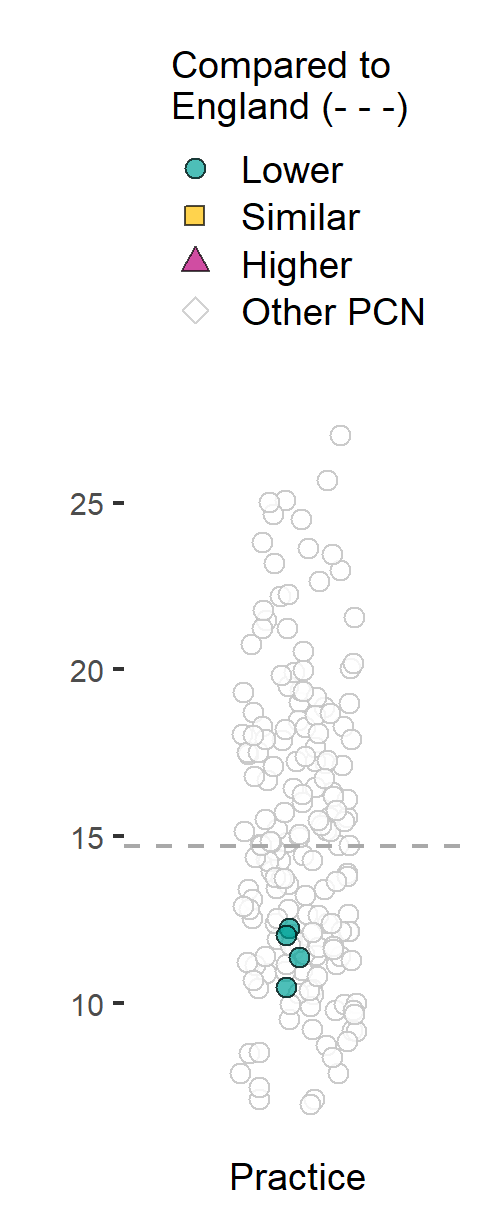 Compared to
England (- - -)
Lower
Similar
Higher
Other PCN
25
20
15
10
Practice